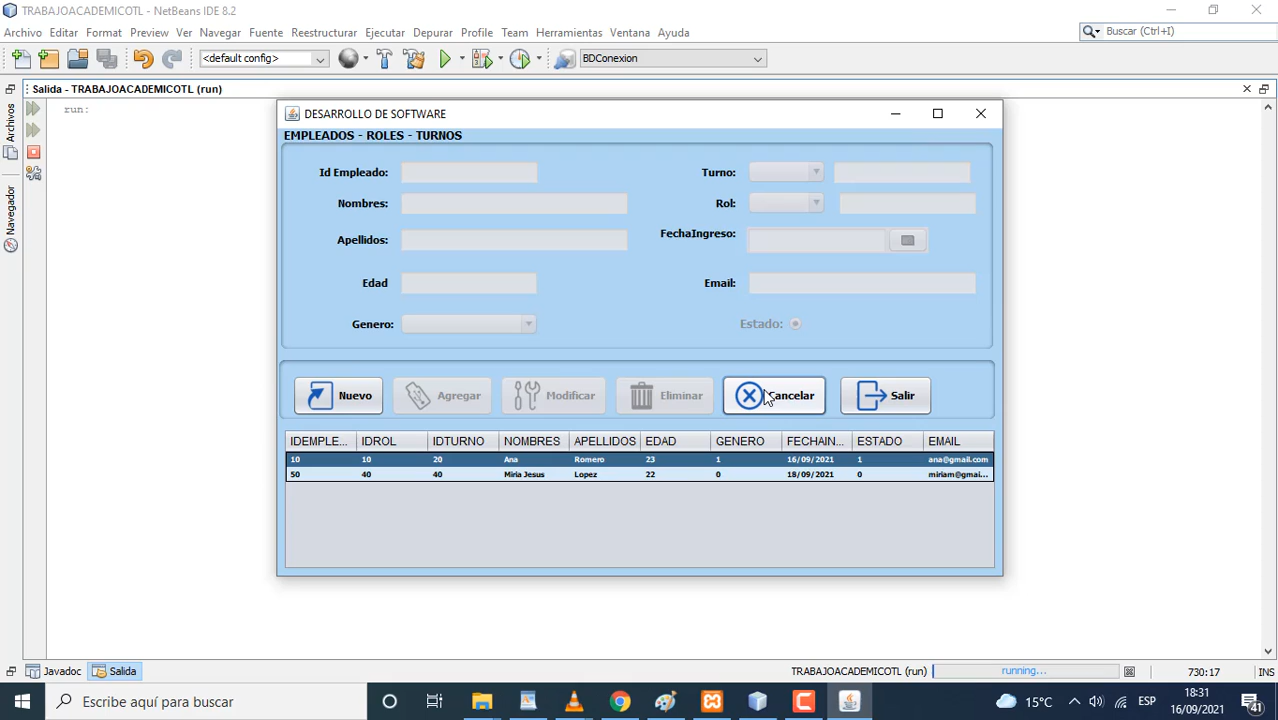 TRABAJOACADEMICOTL - NetBeans IDE 8.2
Archivo Editar Format Preview Ver Navegar Fuente Reestructurar Ejecutar Depurar Profile Team Herramientas Ventana Ayuda
Buscar (Ctrl+I)
<default config>
BDConexion
Salida - TRABAJOACADEMICOTL (run)
run:
Archivos
Navegador
DESARROLLO DE SOFTWARE
EMPLEADOS - ROLES - TURNOS
Id Empleado:
Turno:
Nombres:
Rol:
Apellidos:
FechaIngreso:
Edad
Email:
Genero:
Estado:
Nuevo Agregar Modificar Eliminar Cancelar Salir
IDEMPLE... IDROL IDTURNO NOMBRES APELLIDOS EDAD GENERO FECHAIN... ESTADO EMAIL
10 10 20 Ana Romero 23 1 16/09/2021 1 ana@gmail.com
50 40 40 Miria Jesus Lopez 22 0 18/09/2021 0 miriam@gmai...
Javadoc Salida
TRABAJOACADEMICOTL (run) running... 730:17 INS
Escribe aquí para buscar
15°C
ESP
18:31
16/09/2021
41